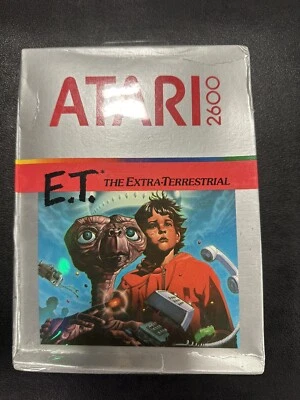 ATARI
2600
E.T.
THE EXTRA-TERRESTRIAL